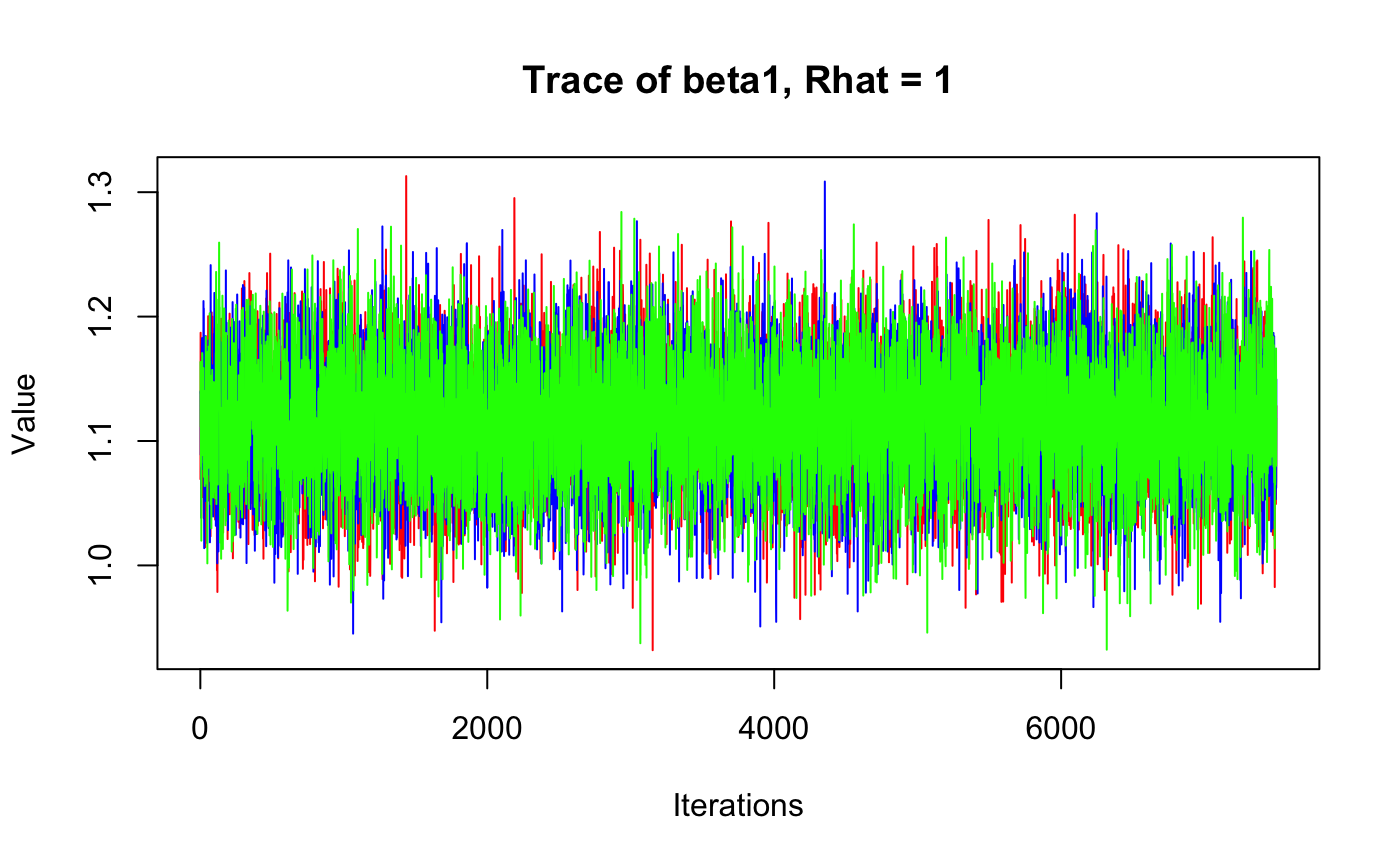 Trace of beta1, Rhat = 1
Value
1.3
1.2
1.1
1.0
0 2000 4000 6000
Iterations